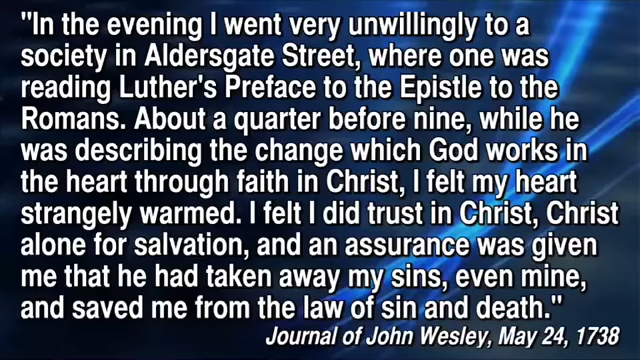 "In the evening I went very unwillingly to a
society in Aldersgate Street, where one was
reading Luther's Preface to the Epistle to the
Romans. About a quarter before nine, while he
was describing the change which God works in
the heart through faith in Christ, I felt my heart
strangely warmed. I felt I did trust in Christ, Christ
alone for salvation, and an assurance was given
me that he had taken away my sins, even mine,
and saved me from the law of sin and death."
Journal of John Wesley, May 24, 1738